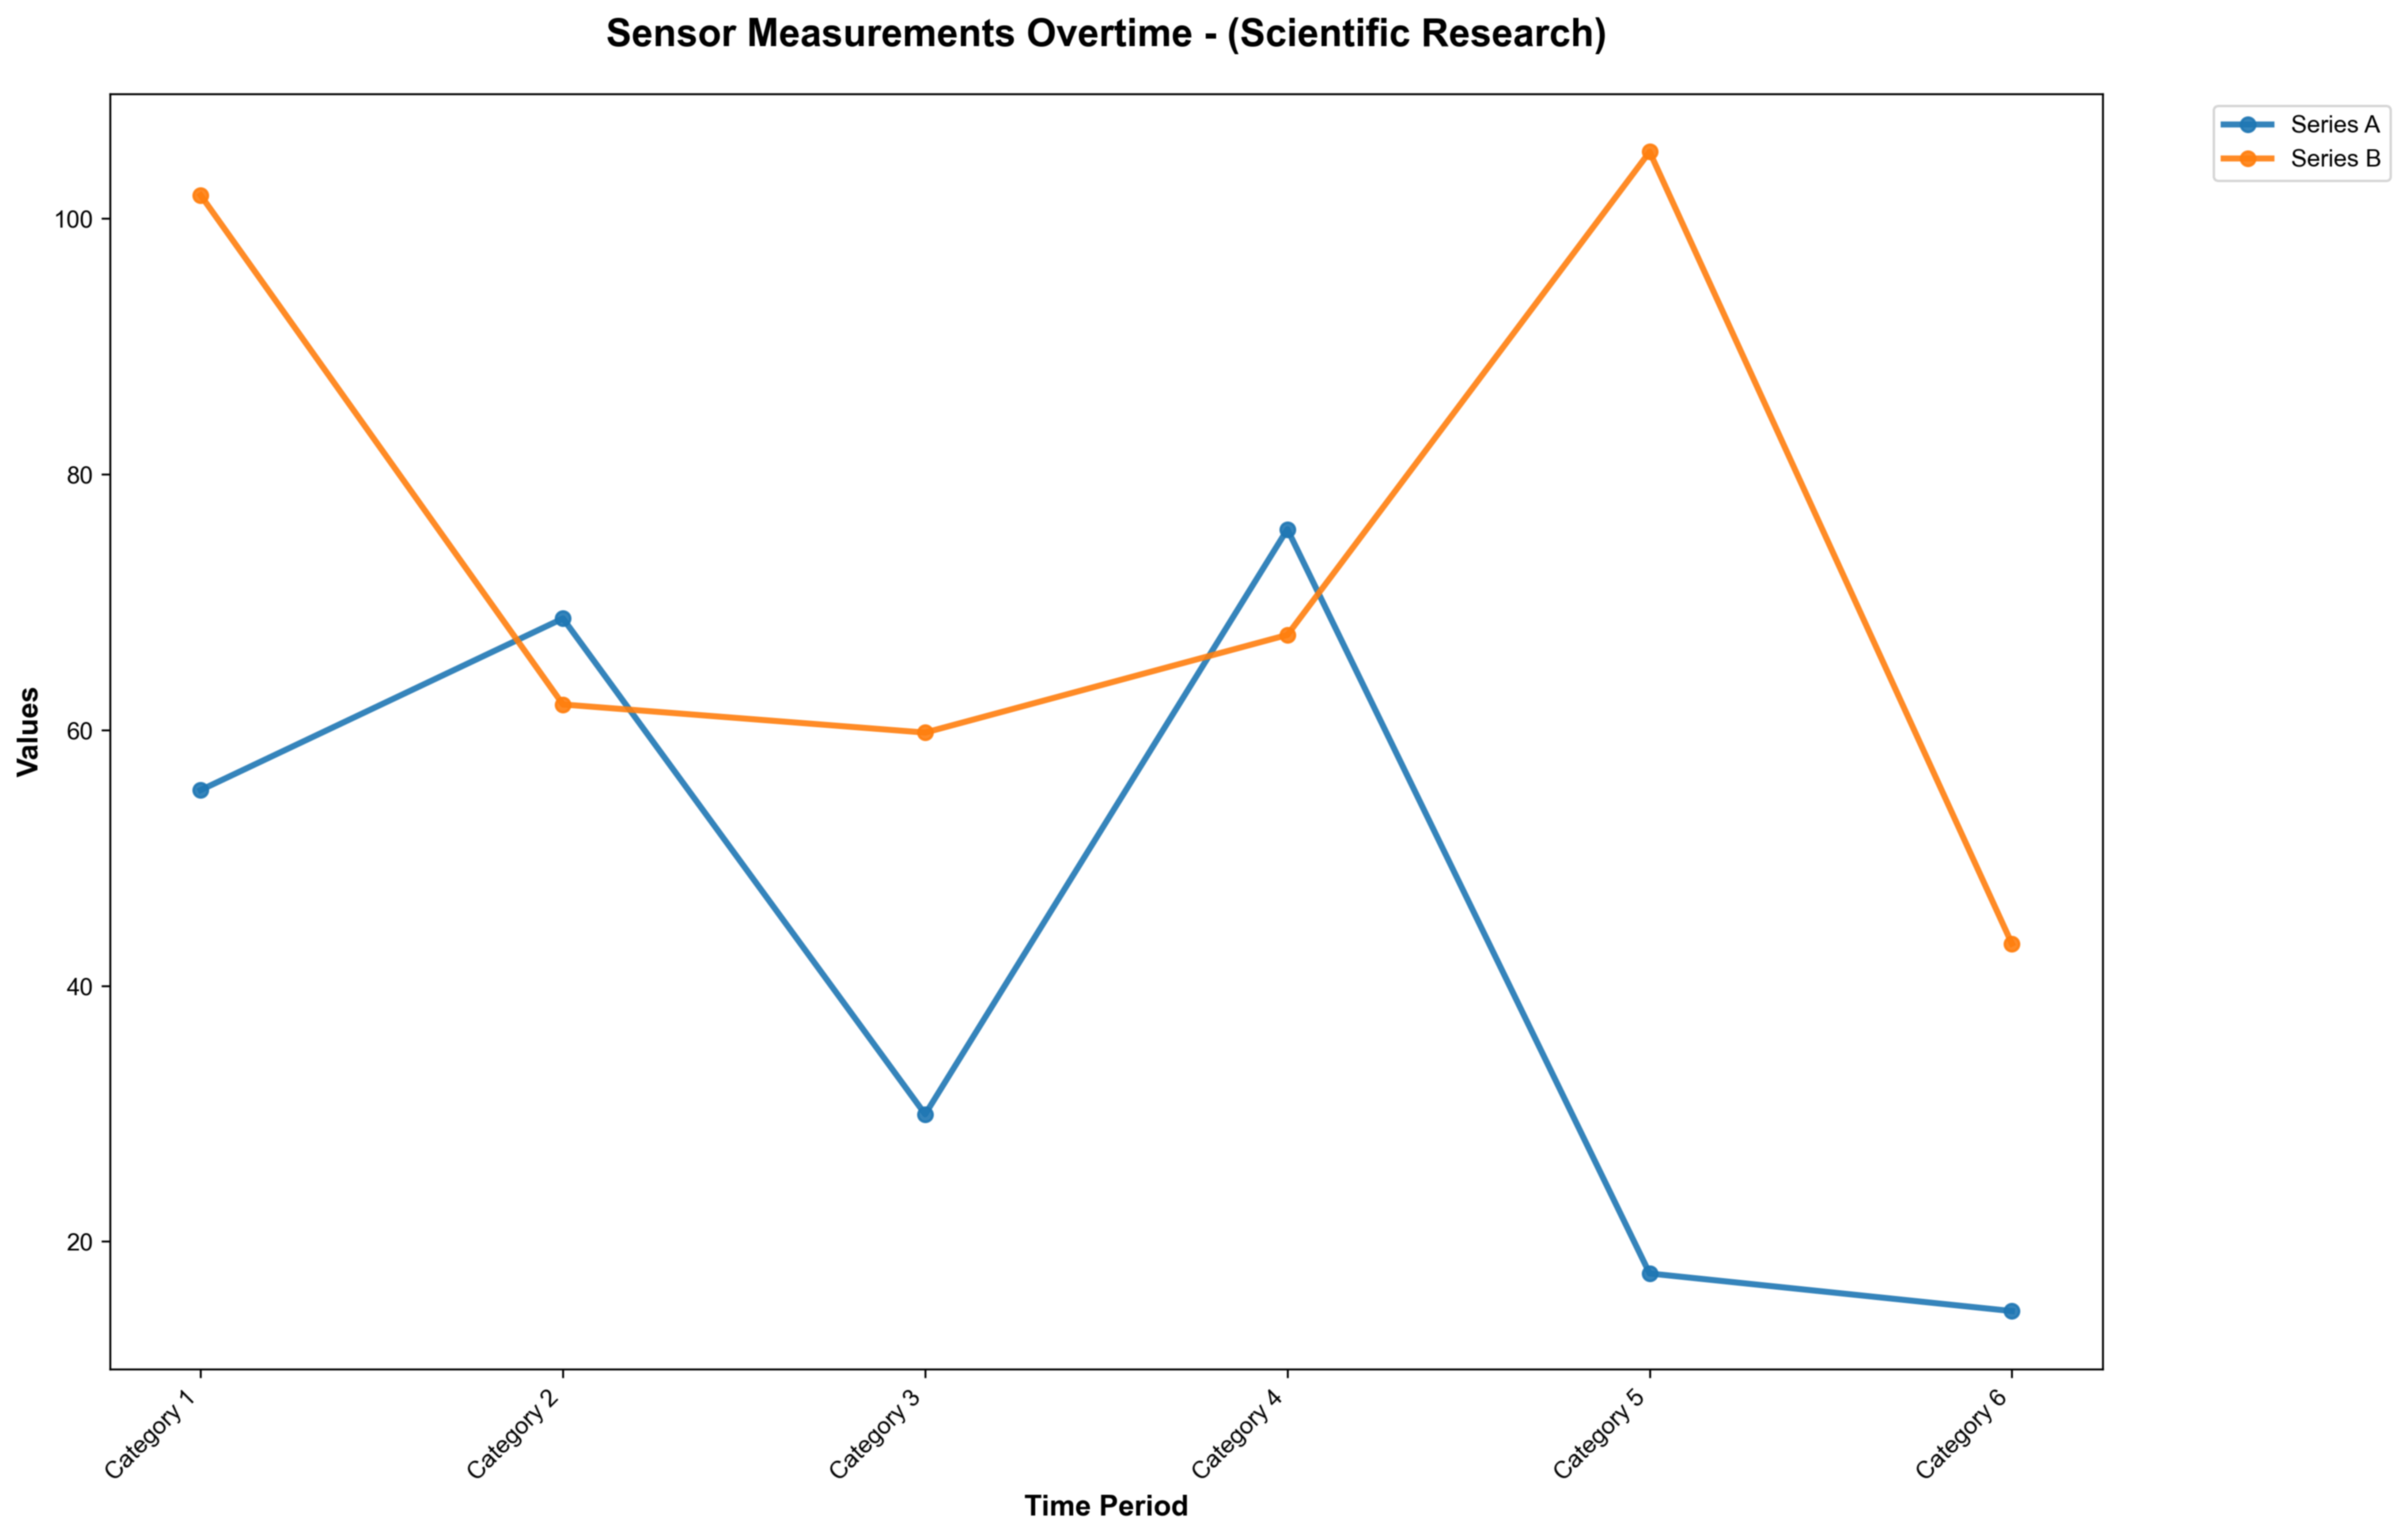 Sensor Measurements Overtime - (Scientific Research)
Series A
Series B
100
80
60
40
20
Values
Category 1
Category 2
Category 3
Category 4
Category 5
Category 6
Time Period